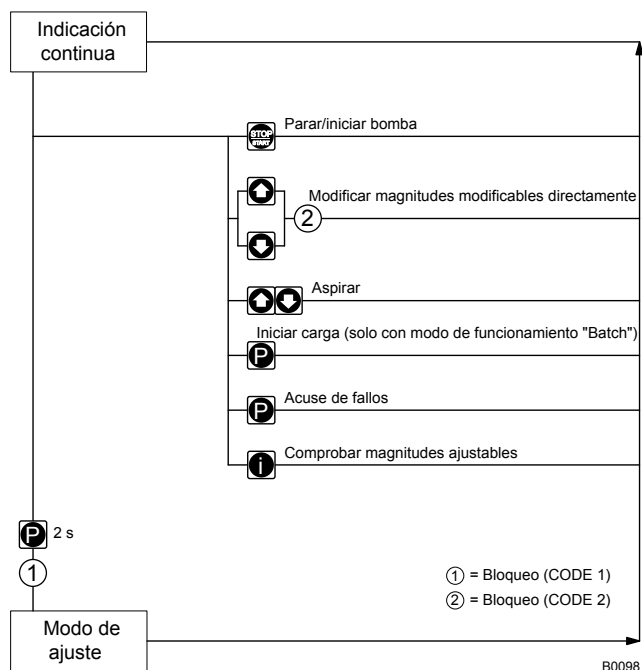 Indicación
continua
STOP
START
Parar/iniciar bomba
Modificar magnitudes modificables directamente
2
Aspirar
Iniciar carga (solo con modo de funcionamiento "Batch")
P
P
Acuse de fallos
i
Comprobar magnitudes ajustables
P 2 s
1
1 = Bloqueo (CODE 1)
2 = Bloqueo (CODE 2)
Modo de
ajuste
B0098